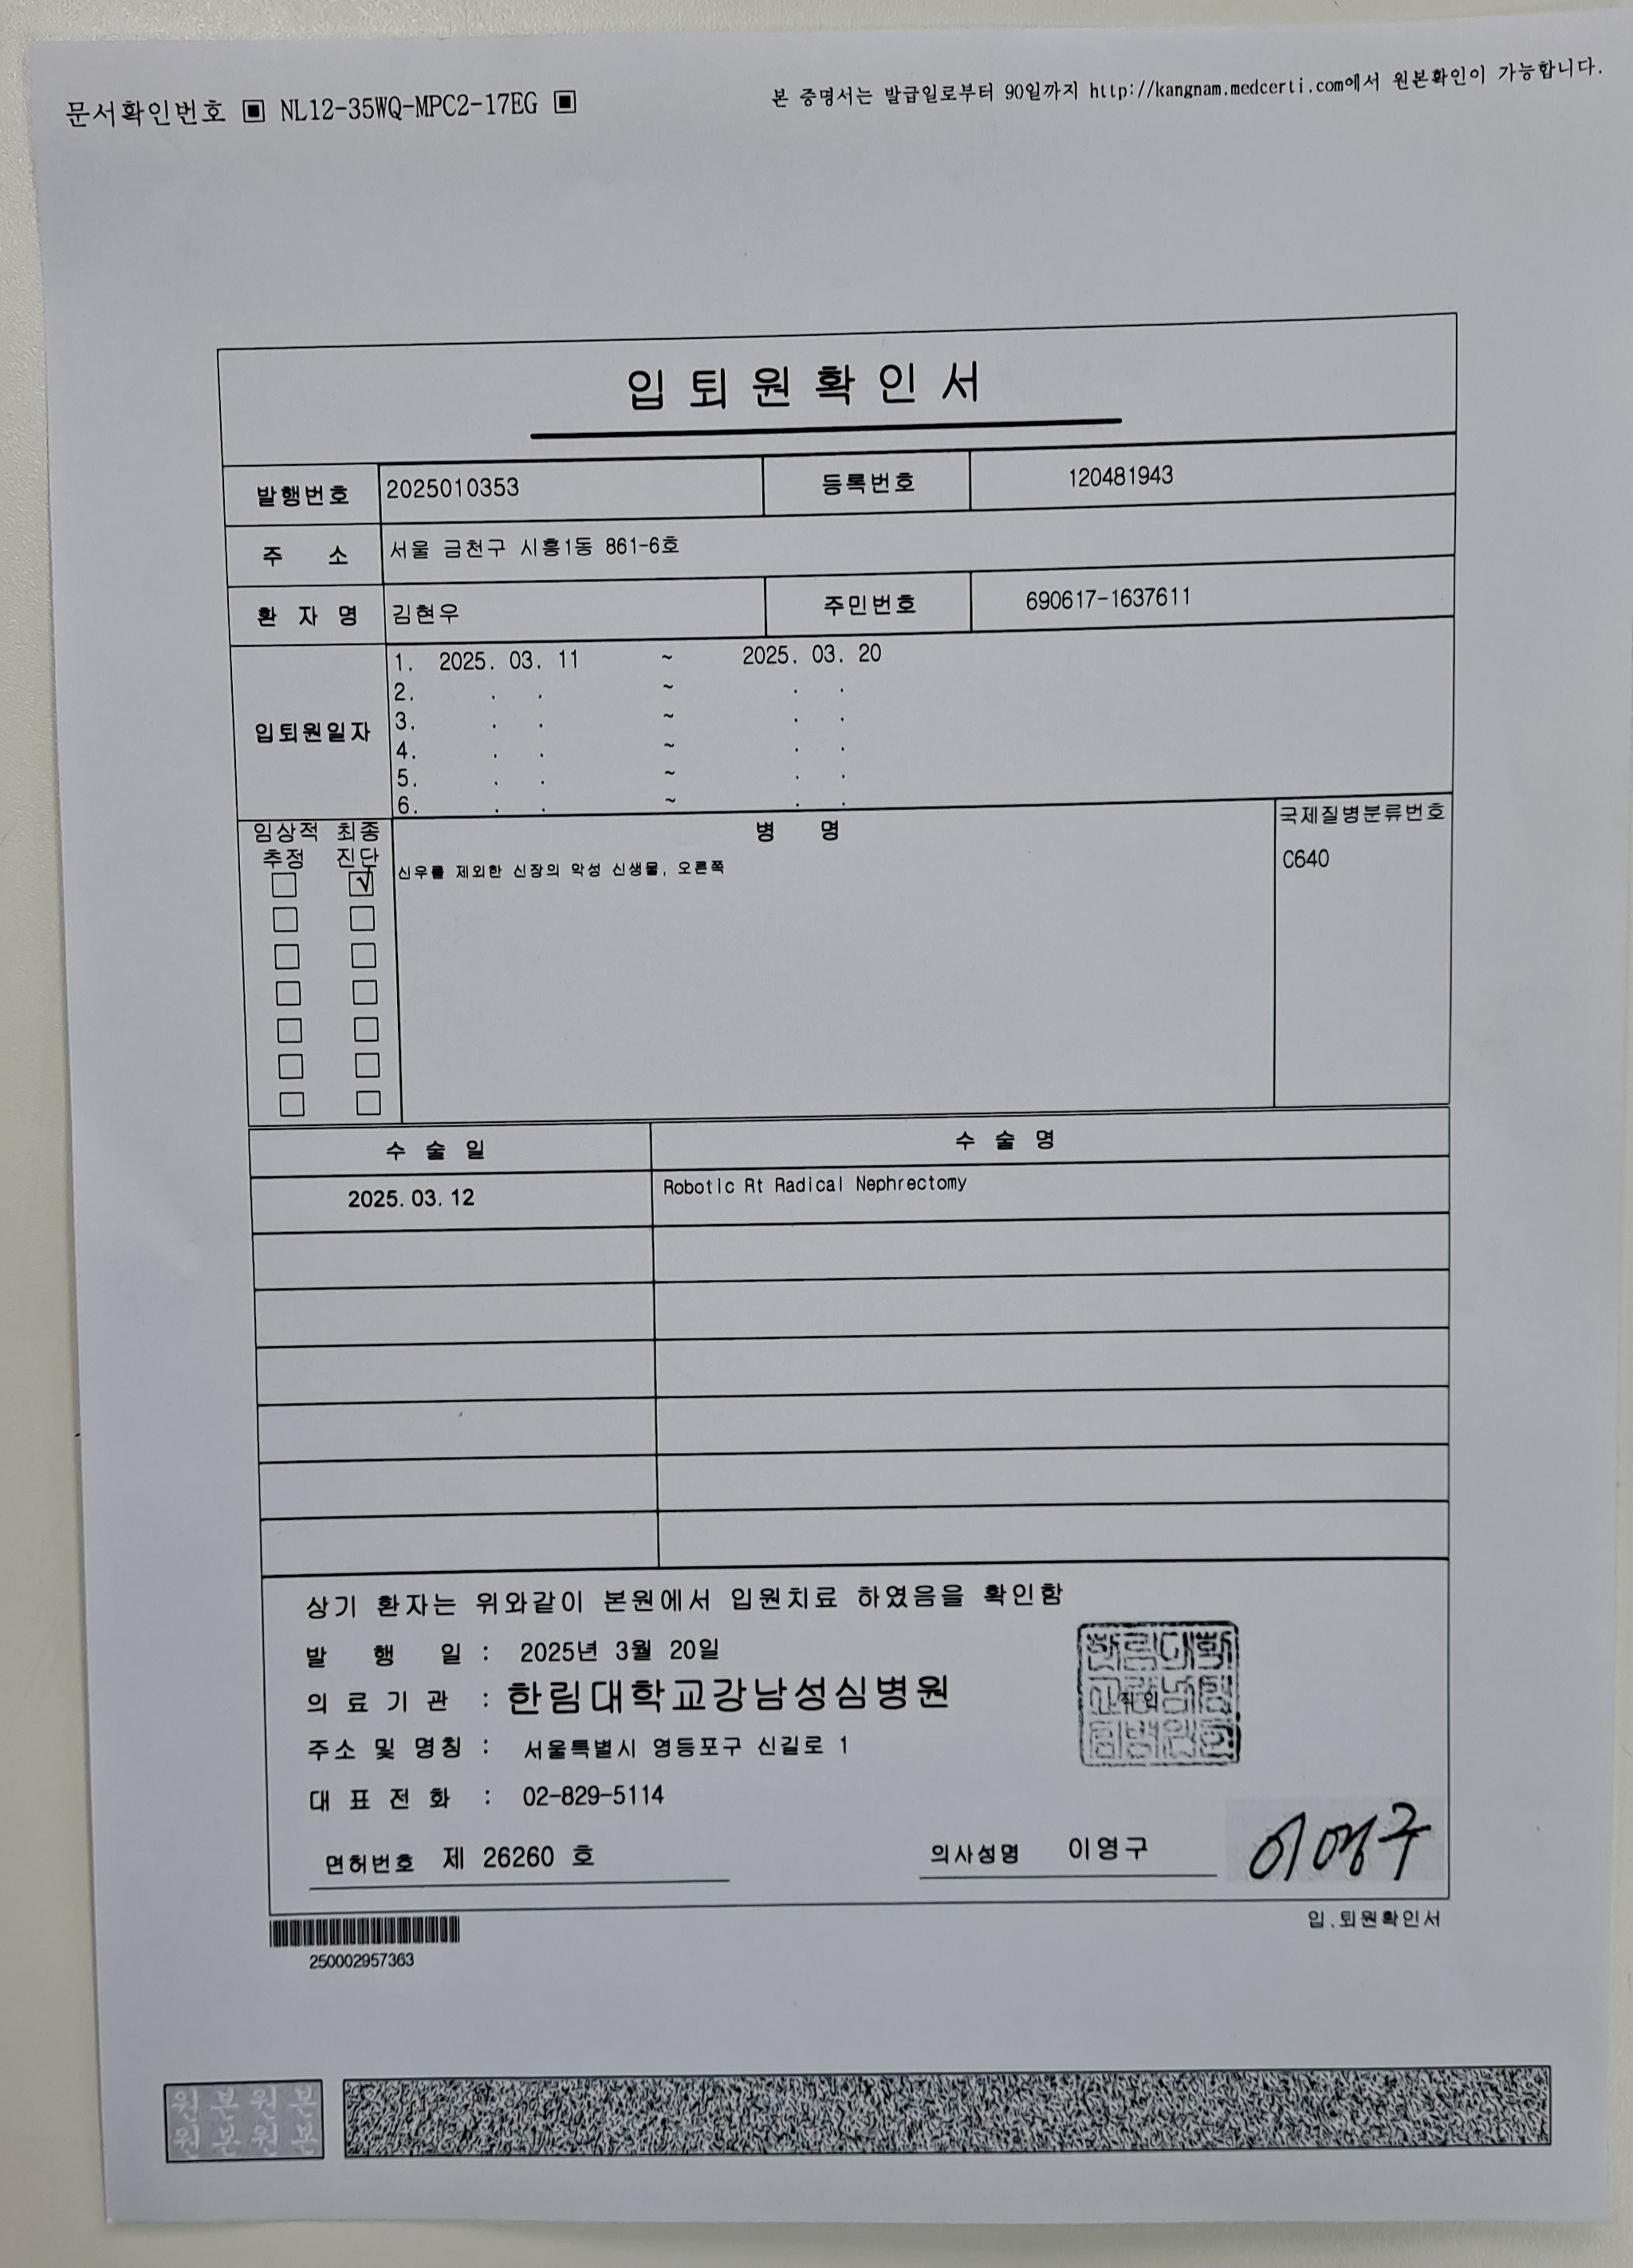 문서확인번호 ▣ NL12-35WQ-MPC2-17EG ▣
본 증명서는 발급일로부터 90일까지 http://kangnam.medcerti.com에서 원본확인이 가능합니다.
입퇴원확인서
발행번호 2025010353 등록번호 120481943
주 소 서울 금천구 시흥1동 861-6호
환 자 명 김현우 주민번호 690617-1637611
입퇴원일자
1. 2025. 03. 11 ~ 2025. 03. 20
2. . . ~ . .
3. . . ~ . .
4. . . ~ . .
5. . . ~ . .
6. . . ~ . .
임상적 추정 최종 진단 병 명 국제질병분류번호
☐ ☑ 신우를 제외한 신장의 악성 신생물, 오른쪽 C640
수 술 일 수 술 명
2025. 03. 12 Robotic Rt Radical Nephrectomy
상기 환자는 위와같이 본원에서 입원치료 하였음을 확인함
발 행 일 : 2025년 3월 20일
의 료 기 관 : 한림대학교강남성심병원
직인
주소 및 명칭 : 서울특별시 영등포구 신길로 1
대 표 전 화 : 02-829-5114
면허번호 제 26260 호 의사성명 이영구 이영구
입.퇴원확인서
250002957363
원본원본
원본원본